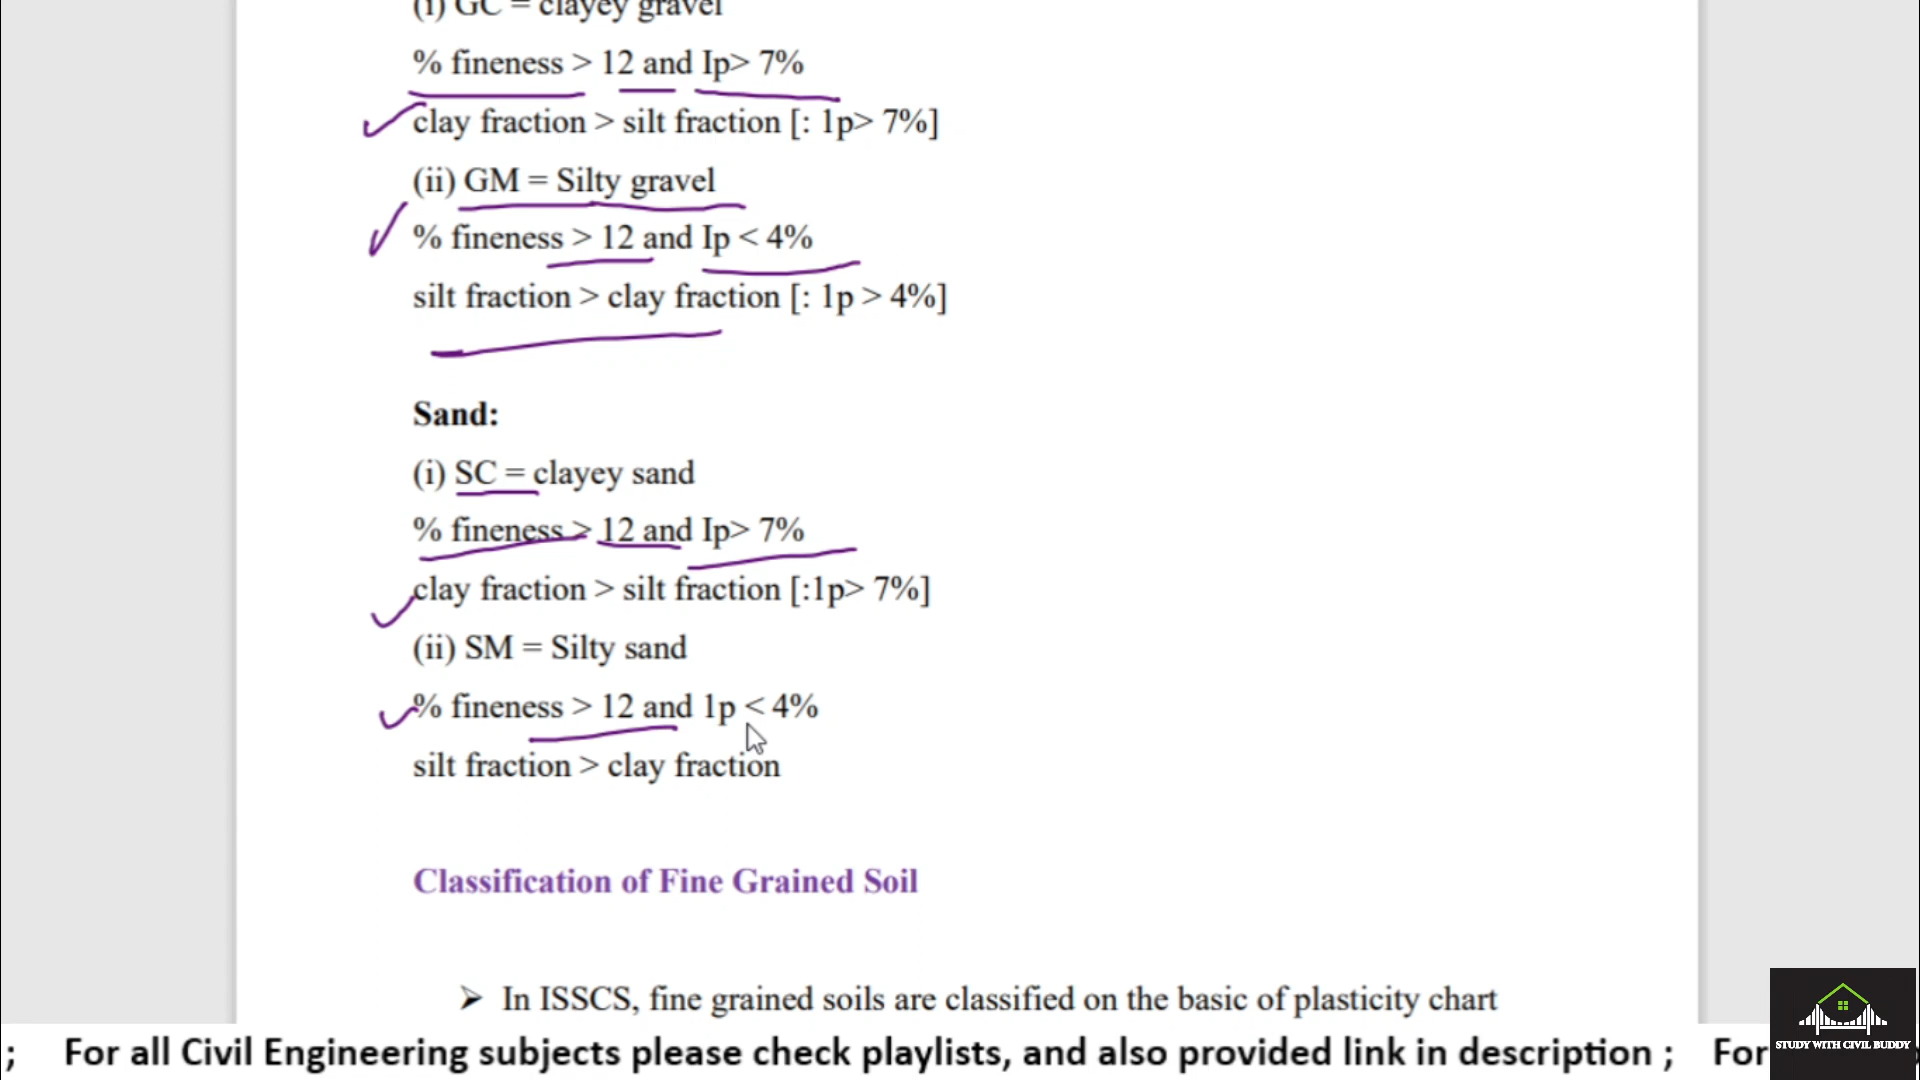 (i) GC = clayey gravel
% fineness > 12 and Ip> 7%
clay fraction > silt fraction [: 1p> 7%]
(ii) GM = Silty gravel
% fineness > 12 and Ip < 4%
silt fraction > clay fraction [: 1p > 4%]
Sand:
(i) SC = clayey sand
% fineness > 12 and Ip> 7%
clay fraction > silt fraction [:1p> 7%]
(ii) SM = Silty sand
% fineness > 12 and 1p < 4%
silt fraction > clay fraction
Classification of Fine Grained Soil
➤ In ISSCS, fine grained soils are classified on the basic of plasticity chart
; For all Civil Engineering subjects please check playlists, and also provided link in description ; For
STUDY WITH CIVIL BUDDY